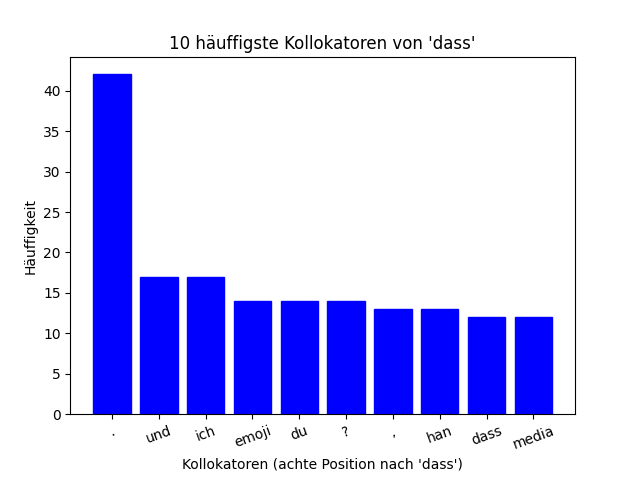 10 häuffigste Kollokatoren von 'dass'
Häuffigkeit
40
35
30
25
20
15
10
5
0
. und ich emoji du ? , han dass media
Kollokatoren (achte Position nach 'dass')